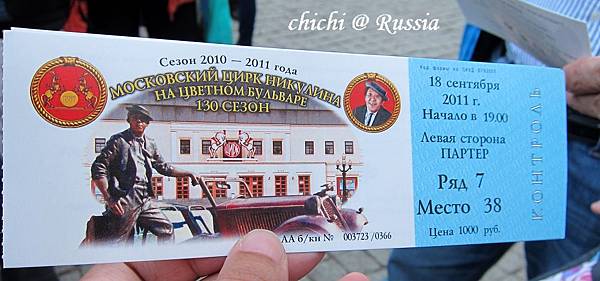 chichi @ Russia
Сезон 2010 — 2011 года
МОСКОВСКИЙ ЦИРК НИКУЛИНА
НА ЦВЕТНОМ БУЛЬВАРЕ
130 СЕЗОН
АА б/кн № 003723 /0366
18 сентября
2011 г.
Начало в 19.00
Левая сторона
ПАРТЕР
Ряд 7
Место 38
Цена 1000 руб.
КОНТРОЛЬ